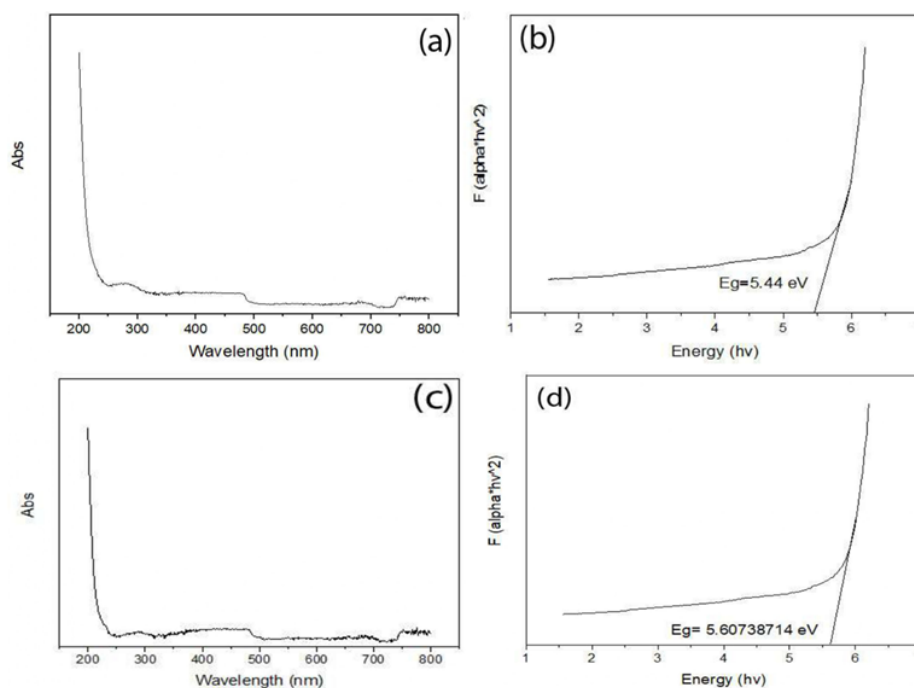 (a)
Abs
200 300 400 500 600 700 800
Wavelength (nm)
(b)
F (alpha*hv^2)
Eg=5.44 eV
1 2 3 4 5 6
Energy (hv)
(c)
Abs
200 300 400 500 600 700 800
Wavelength (nm)
(d)
F (alpha*hv^2)
Eg= 5.60738714 eV
1 2 3 4 5 6
Energy (hv)